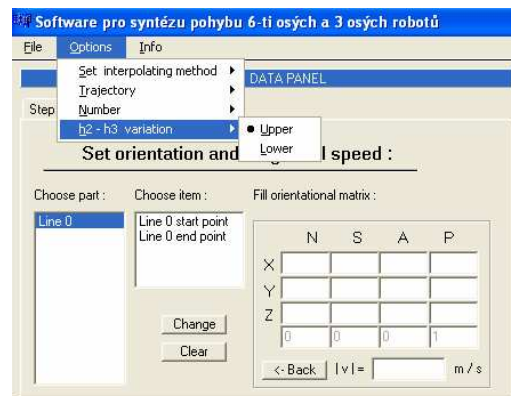 Software pro syntézu pohybu 6-ti osých a 3 osých robotů
File Options Info
Set interpolating method
Trajectory
Number
h2 - h3 variation
Upper
Lower
DATA PANEL
Step
Set orientation and speed :
Choose part : Choose item : Fill orientational matrix :
Line 0
Line 0 start point
Line 0 end point
N S A P
X
Y
Z
0 0 0 1
Change
Clear
<- Back |v|= m / s